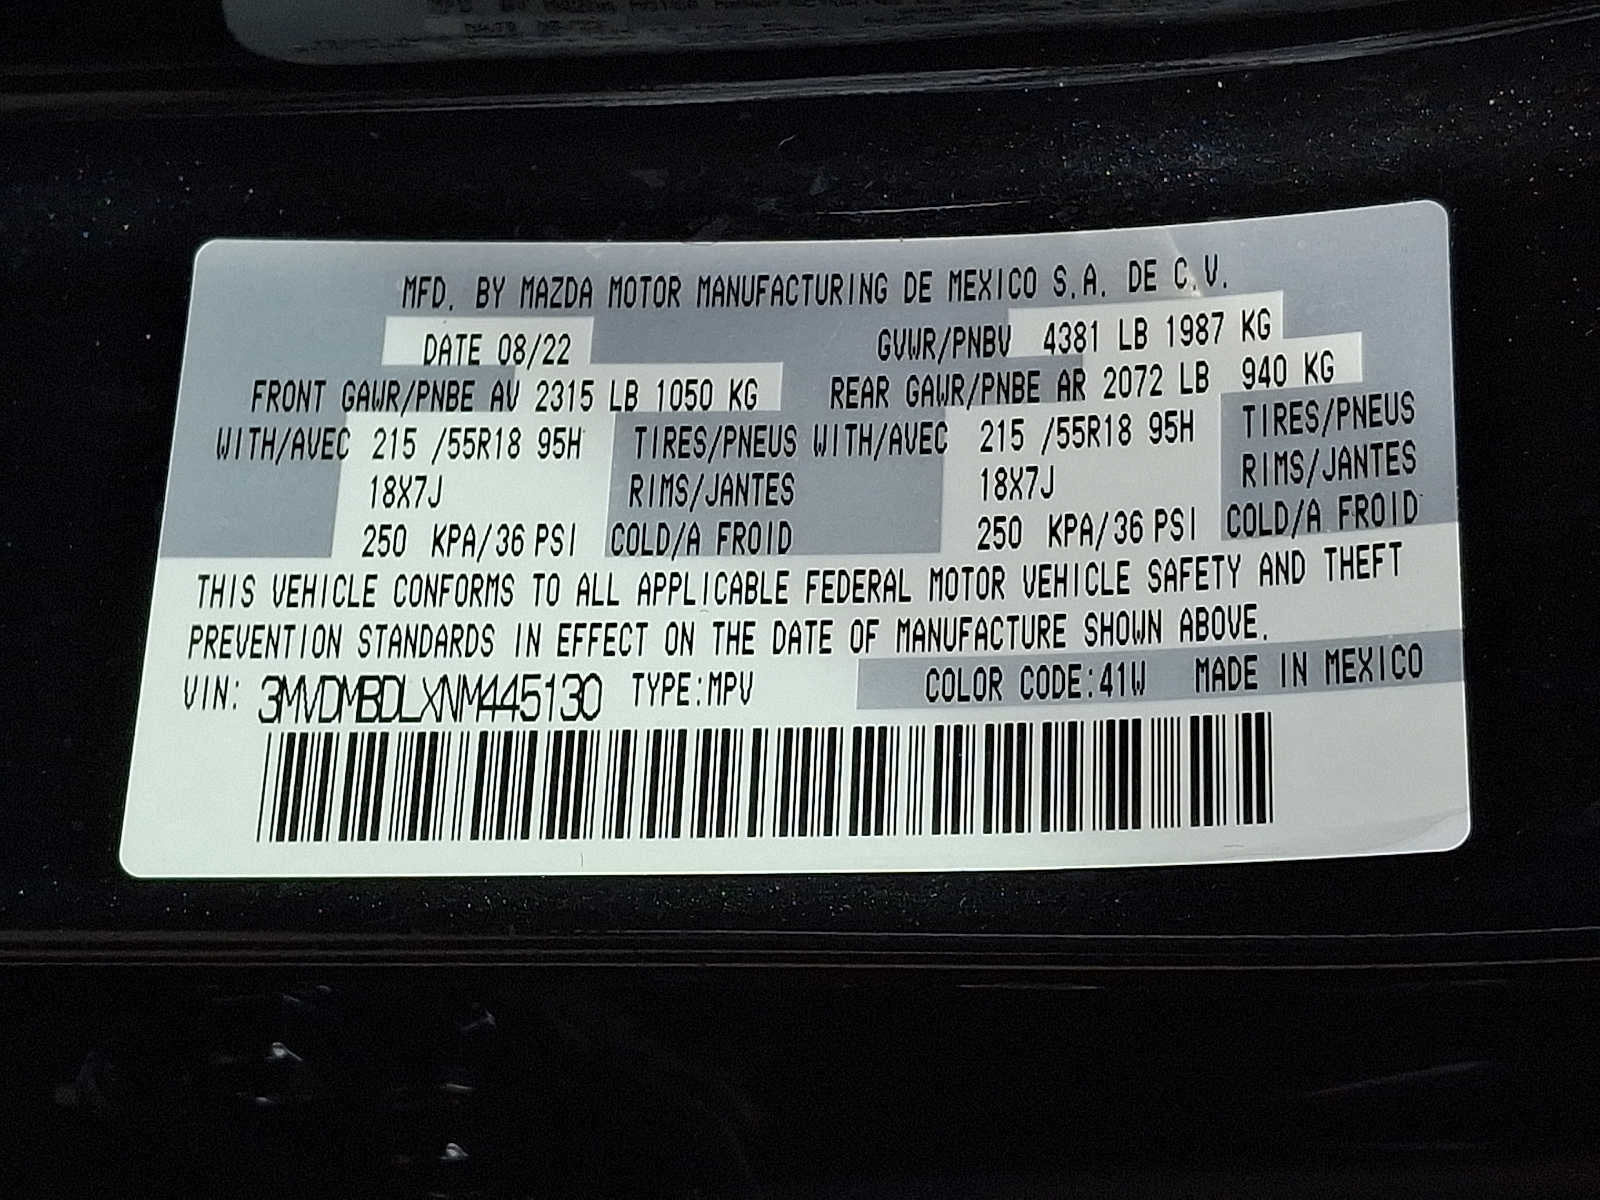 MFD. BY MAZDA MOTOR MANUFACTURING DE MEXICO S.A. DE C.V.
DATE 08/22 GVWR/PNBV 4381 LB 1987 KG
FRONT GAWR/PNBE AV 2315 LB 1050 KG REAR GAWR/PNBE AR 2072 LB 940 KG
WITH/AVEC 215 /55R18 95H TIRES/PNEUS WITH/AVEC 215 /55R18 95H TIRES/PNEUS
18X7J RIMS/JANTES 18X7J RIMS/JANTES
250 KPA/36 PSI COLD/A FROID 250 KPA/36 PSI COLD/A FROID
THIS VEHICLE CONFORMS TO ALL APPLICABLE FEDERAL MOTOR VEHICLE SAFETY AND THEFT
PREVENTION STANDARDS IN EFFECT ON THE DATE OF MANUFACTURE SHOWN ABOVE.
VIN: 3MVDMBDLXNM445130 TYPE:MPV COLOR CODE:41W MADE IN MEXICO